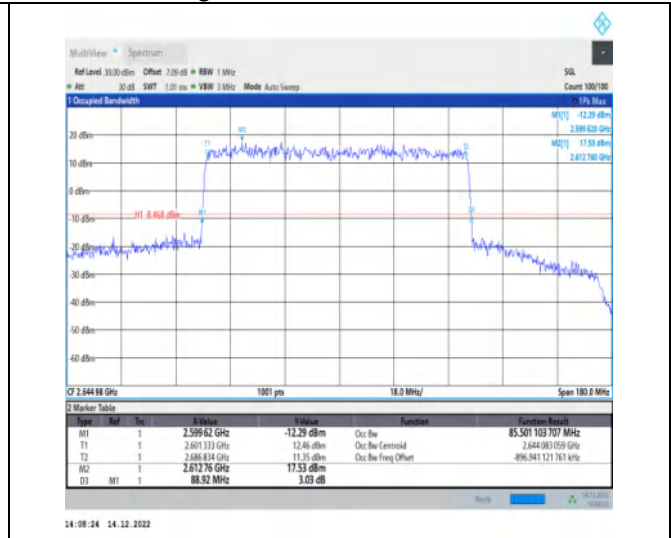 MultiView Spectrum
Ref Level 30.00 dBm Offset 7.09 dB RBW 1 MHz SGL
Att 30 dB SWT 1.01 ms VBW 3 MHz Mode Auto Sweep Count 100/100
1 Occupied Bandwidth 1Pk Max
M1[1] -12.29 dBm
2.599 620 GHz
M2[1] 17.53 dBm
2.612 760 GHz
20 dBm
M2
T1
T2
10 dBm
0 dBm
H1 -8.468 dBm
M1
D3
-10 dBm
-20 dBm
-30 dBm
-40 dBm
-50 dBm
-60 dBm
CF 2.644 98 GHz 1001 pts 18.0 MHz/ Span 180.0 MHz
2 Marker Table
Type Ref Trc X-Value Y-Value Function Function Result
M1 1 2.599 62 GHz -12.29 dBm Occ Bw 85.501 103 707 MHz
T1 1 2.601 333 GHz 12.46 dBm Occ Bw Centroid 2.644 083 059 GHz
T2 1 2.686 834 GHz 11.35 dBm Occ Bw Freq Offset -896.941 121 761 kHz
M2 1 2.612 76 GHz 17.53 dBm
D3 M1 1 88.92 MHz 3.03 dB
Ready 14.12.2022
14:08:24 14.12.2022